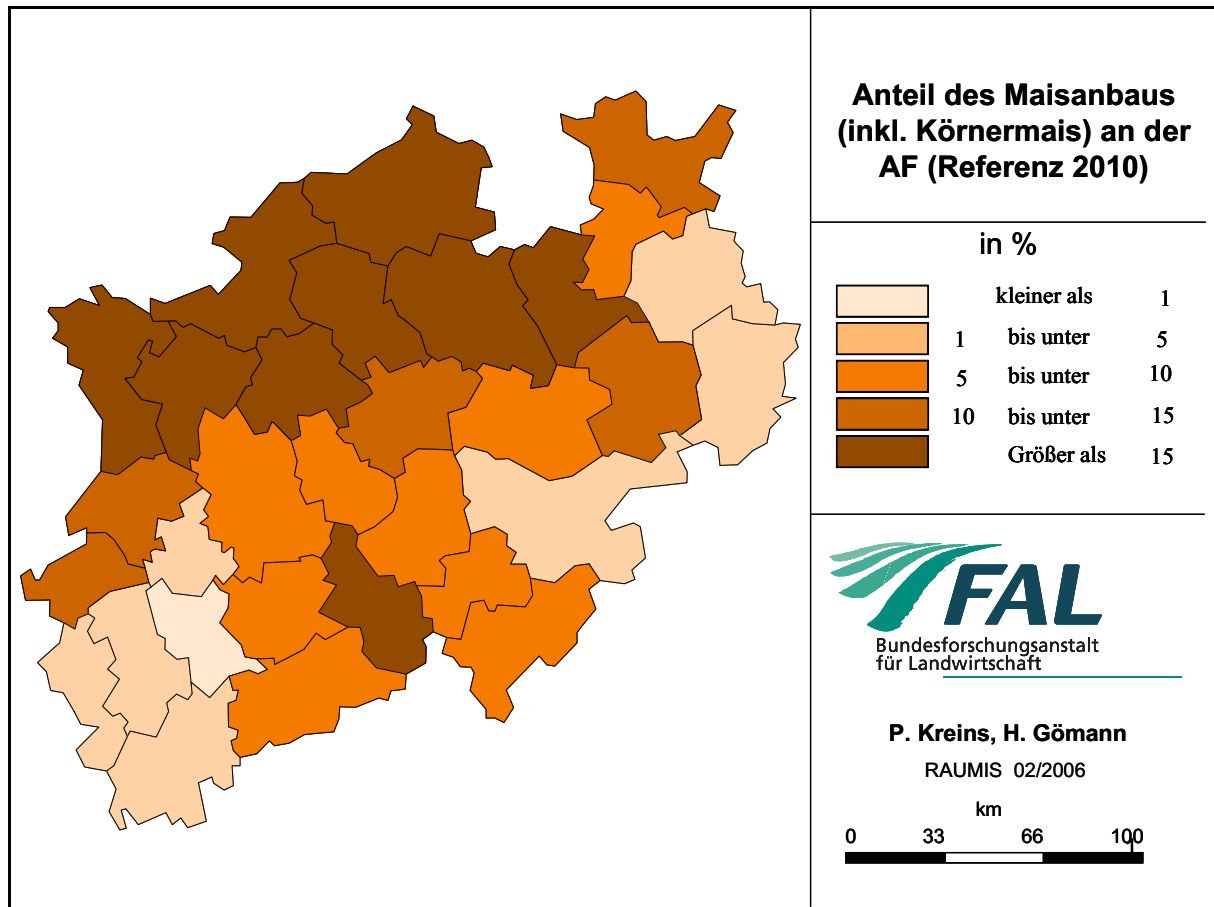 Anteil des Maisanbaus
(inkl. Körnermais) an der
AF (Referenz 2010)
in %
kleiner als 1
1 bis unter 5
5 bis unter 10
10 bis unter 15
Größer als 15
FAL
Bundesforschungsanstalt
für Landwirtschaft
P. Kreins, H. Gömann
RAUMIS 02/2006
km
0 33 66 100